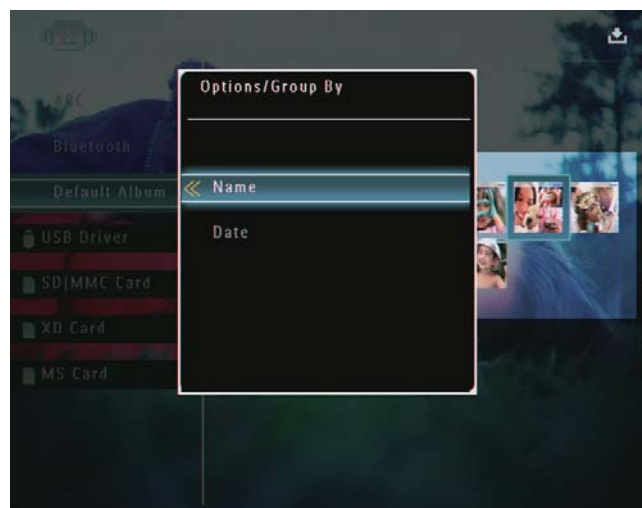 Options/Group By
ABC
Bluetooth
Default Album
Name
USB Driver
Date
SD|MMC Card
XD Card
MS Card